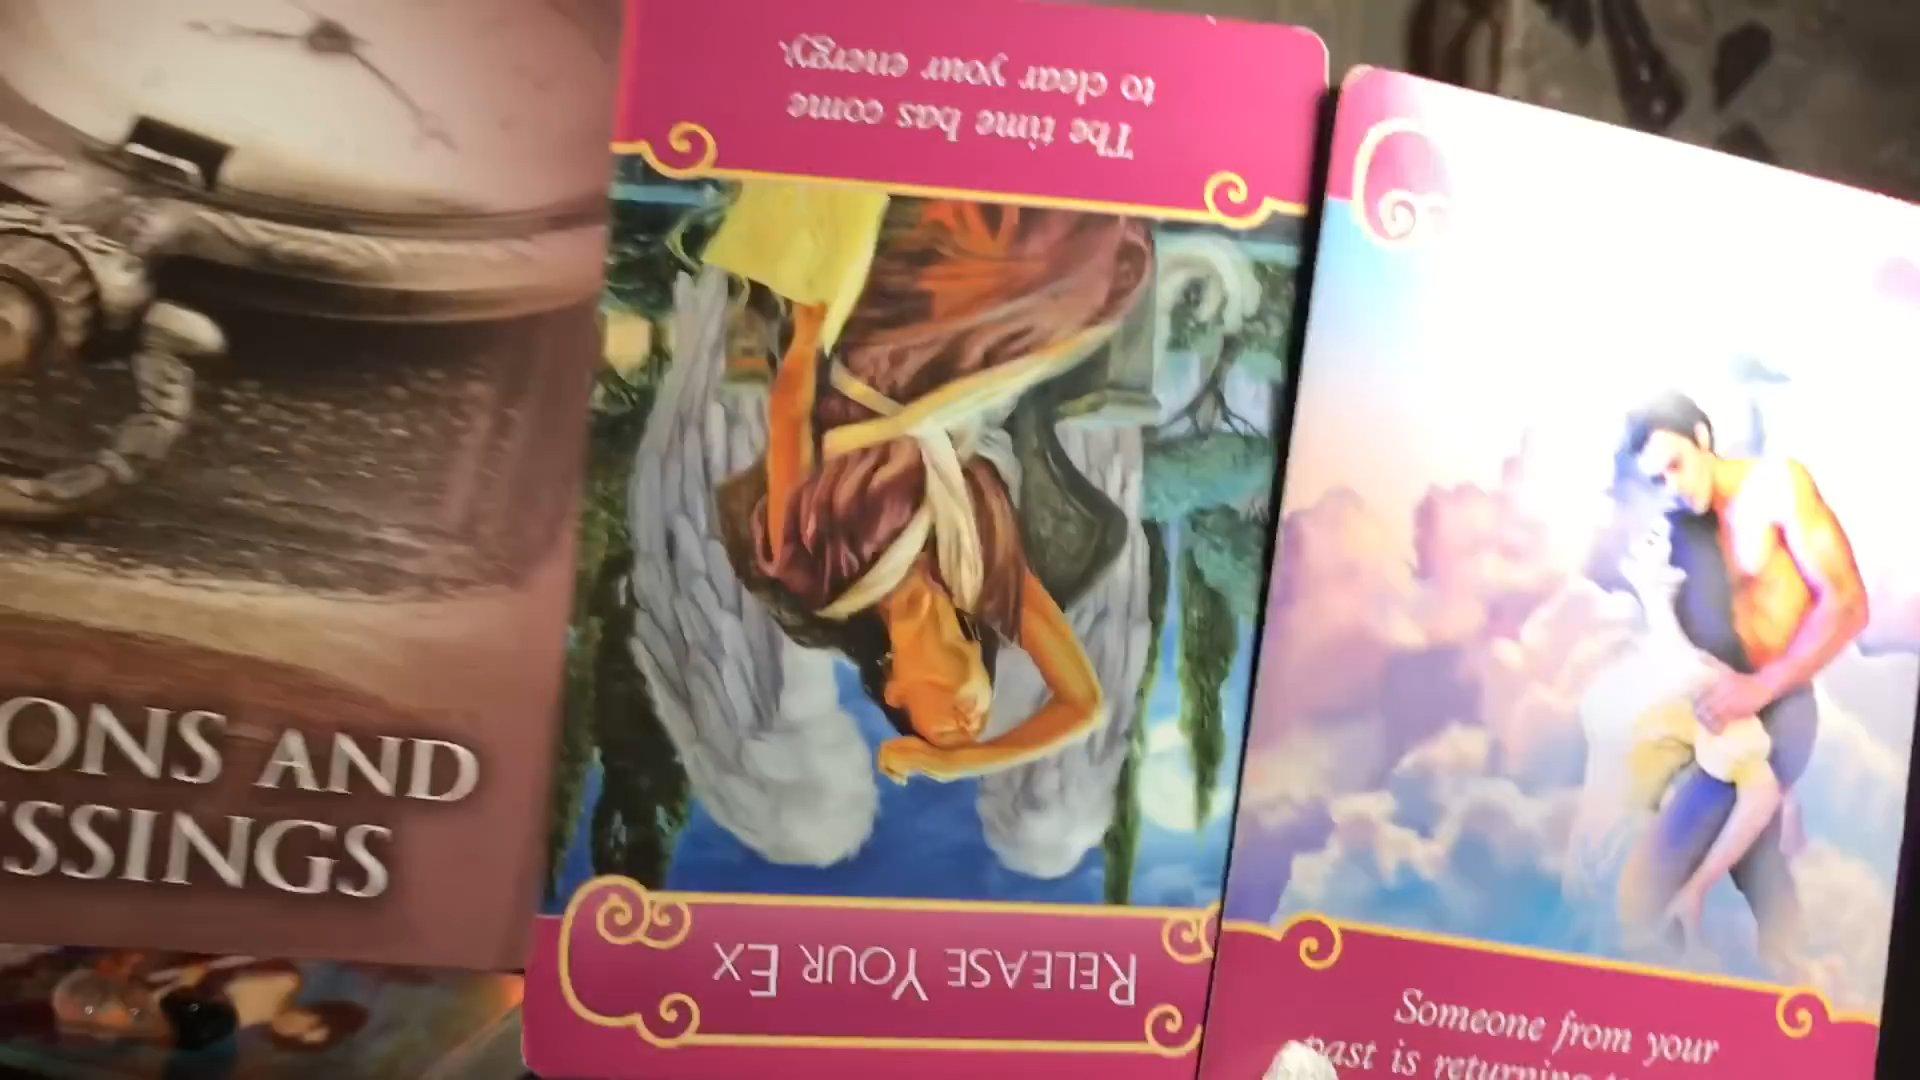 ONS AND
SSINGS
RELEASE YOUR EX
The time has come
to clear your energy.
Someone from your
past is returning